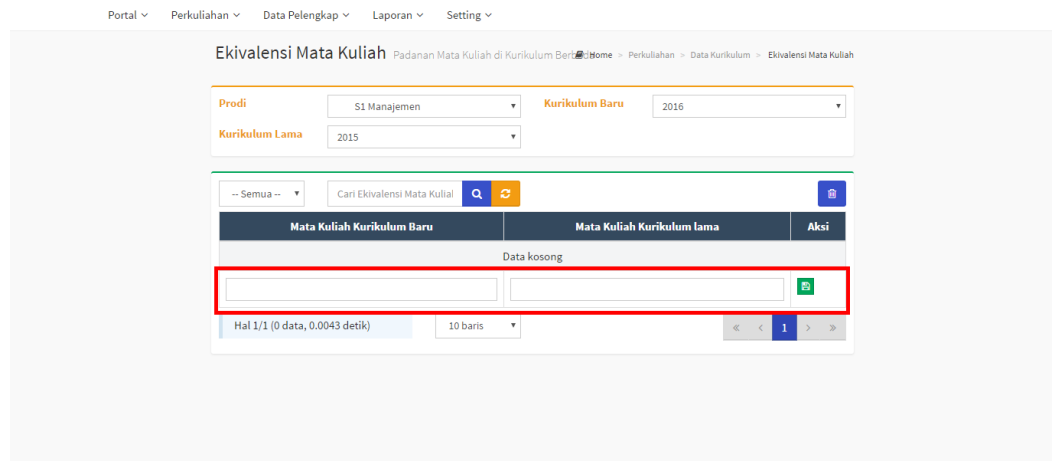 Portal Perkuliahan Data Pelengkap Laporan Setting
Ekivalensi Mata Kuliah Padanan Mata Kuliah di Kurikulum Home > Perkuliahan > Data Kurikulum > Ekivalensi Mata Kuliah
Prodi S1 Manajemen Kurikulum Baru 2016
Kurikulum Lama 2015
-- Semua -- Cari Ekivalensi Mata Kuliah
Mata Kuliah Kurikulum Baru Mata Kuliah Kurikulum lama Aksi
Data kosong
Hal 1/1 (0 data, 0.0043 detik) 10 baris « < 1 > »